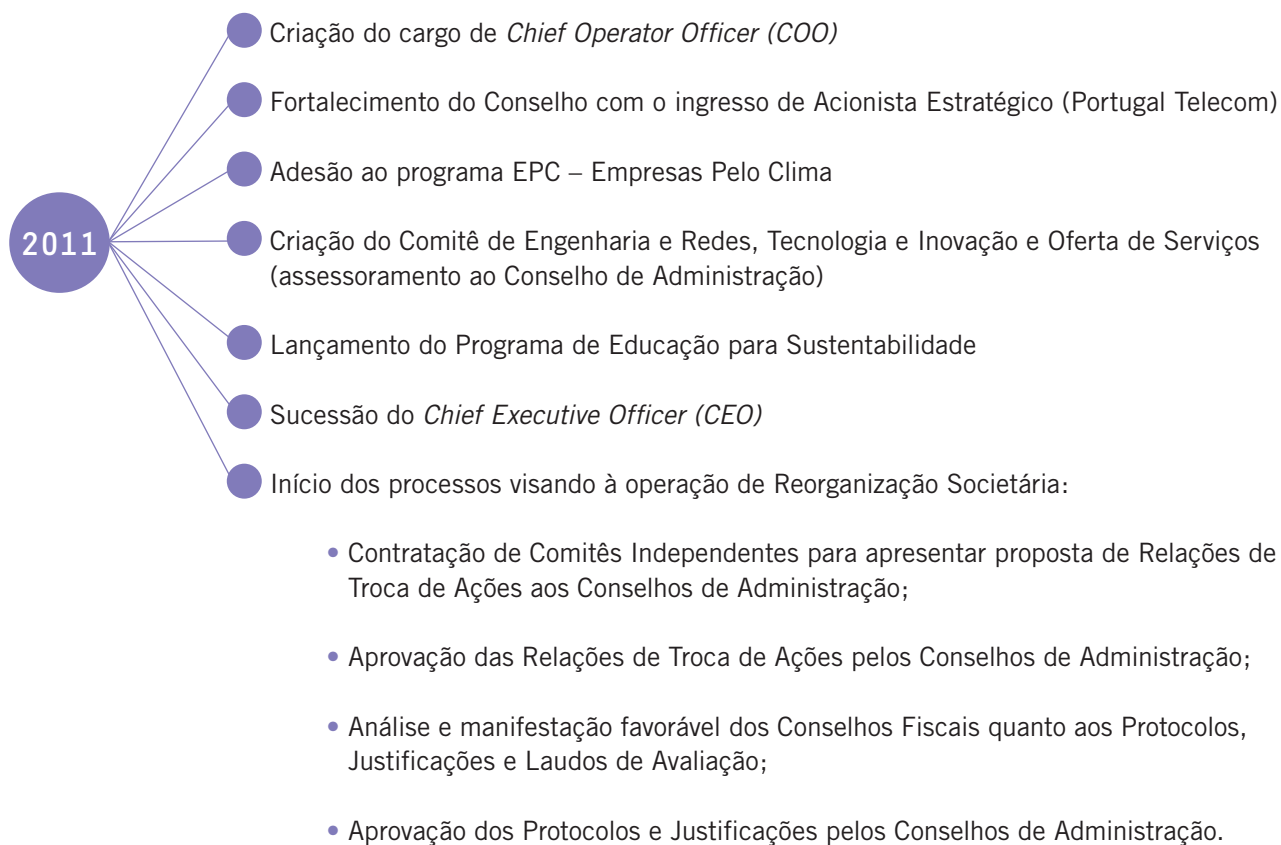 Criação do cargo de Chief Operator Officer (COO)
Fortalecimento do Conselho com o ingresso de Acionista Estratégico (Portugal Telecom)
Adesão ao programa EPC – Empresas Pelo Clima
2011
Criação do Comitê de Engenharia e Redes, Tecnologia e Inovação e Oferta de Serviços
(assessoramento ao Conselho de Administração)
Lançamento do Programa de Educação para Sustentabilidade
Sucessão do Chief Executive Officer (CEO)
Início dos processos visando à operação de Reorganização Societária:
• Contratação de Comitês Independentes para apresentar proposta de Relações de
Troca de Ações aos Conselhos de Administração;
• Aprovação das Relações de Troca de Ações pelos Conselhos de Administração;
• Análise e manifestação favorável dos Conselhos Fiscais quanto aos Protocolos,
Justificações e Laudos de Avaliação;
• Aprovação dos Protocolos e Justificações pelos Conselhos de Administração.